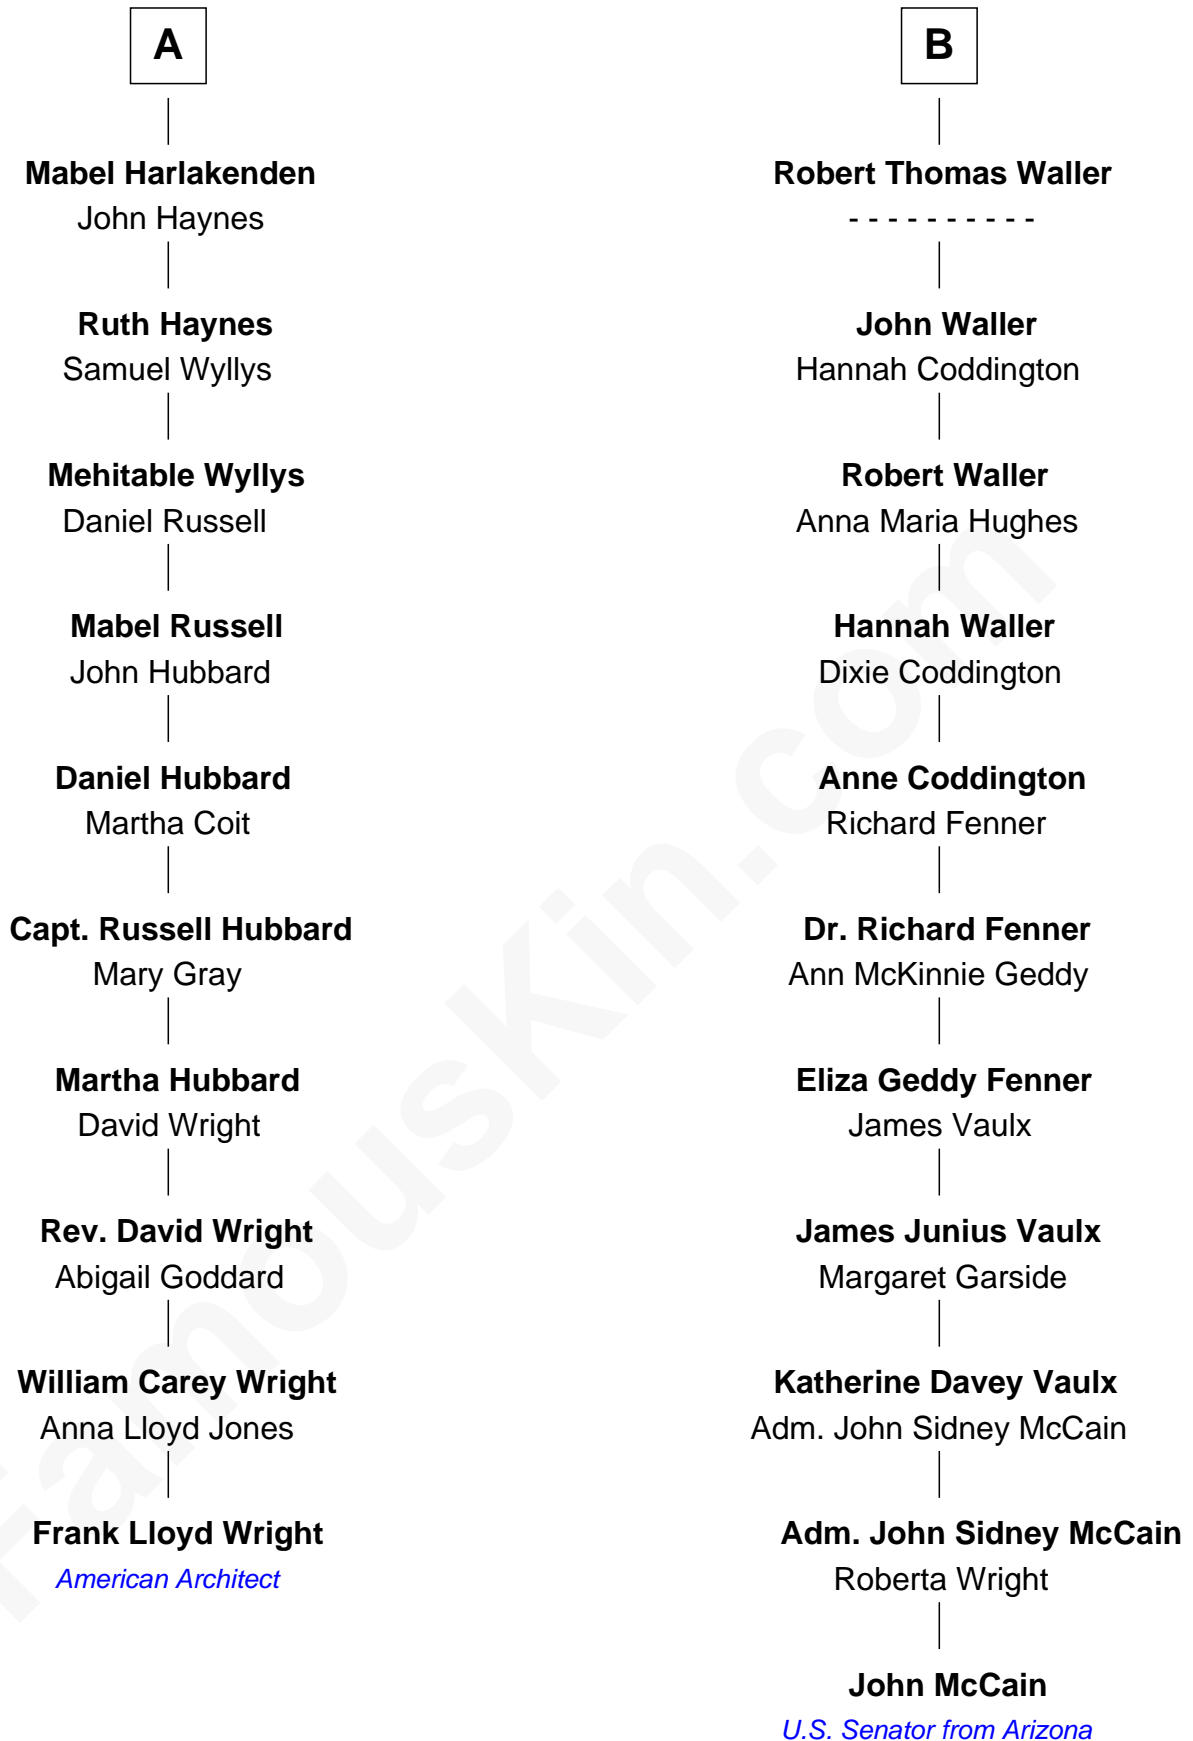 A
Mabel Harlakenden
John Haynes
Ruth Haynes
Samuel Wyllys
Mehitable Wyllys
Daniel Russell
Mabel Russell
John Hubbard
Daniel Hubbard
Martha Coit
Capt. Russell Hubbard
Mary Gray
Martha Hubbard
David Wright
Rev. David Wright
Abigail Goddard
William Carey Wright
Anna Lloyd Jones
Frank Lloyd Wright
American Architect
B
Robert Thomas Waller
- - - - - - - - - -
John Waller
Hannah Coddington
Robert Waller
Anna Maria Hughes
Hannah Waller
Dixie Coddington
Anne Coddington
Richard Fenner
Dr. Richard Fenner
Ann McKinnie Geddy
Eliza Geddy Fenner
James Vaulx
James Junius Vaulx
Margaret Garside
Katherine Davey Vaulx
Adm. John Sidney McCain
Adm. John Sidney McCain
Roberta Wright
John McCain
U.S. Senator from Arizona
FamousKin.com